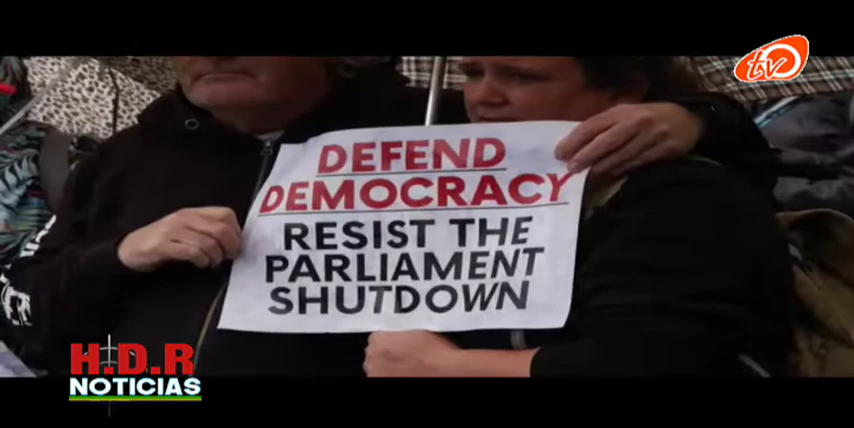 tv
DEFEND
DEMOCRACY
RESIST THE
PARLIAMENT
SHUTDOWN
H.D.R
NOTICIAS